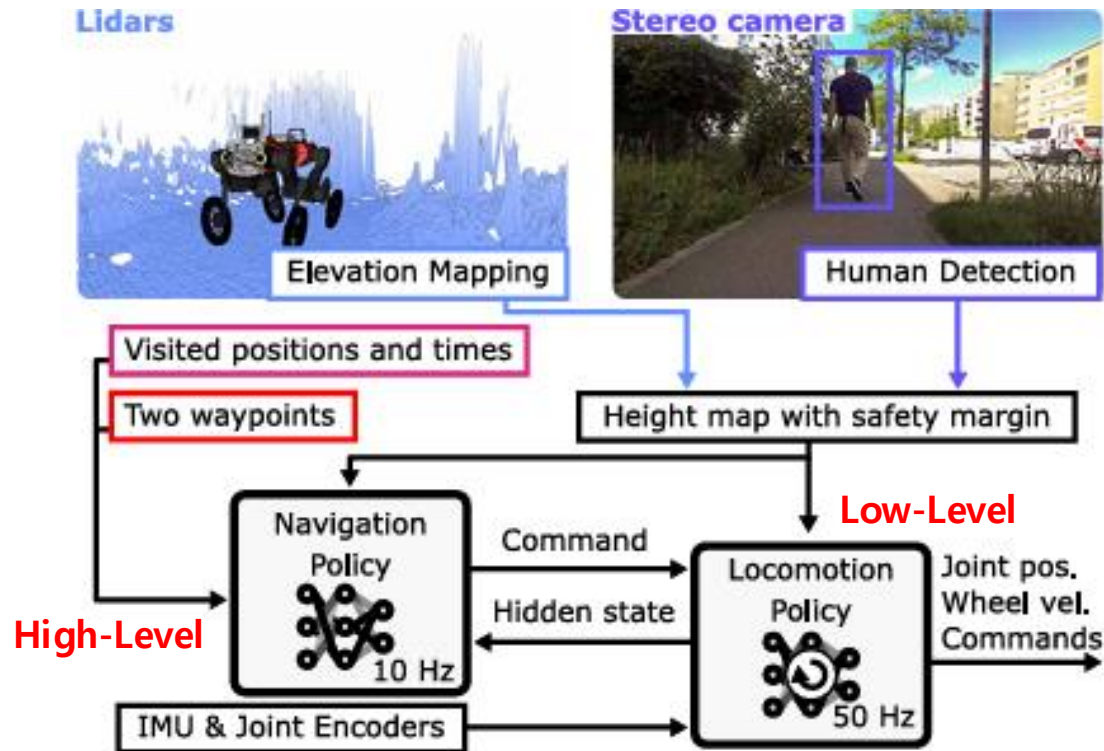 Lidars
Stereo camera
Elevation Mapping
Human Detection
Visited positions and times
Two waypoints
Height map with safety margin
Low-Level
Navigation
Policy
10 Hz
Command
Hidden state
Locomotion
Policy
50 Hz
Joint pos.
Wheel vel.
Commands
High-Level
IMU & Joint Encoders